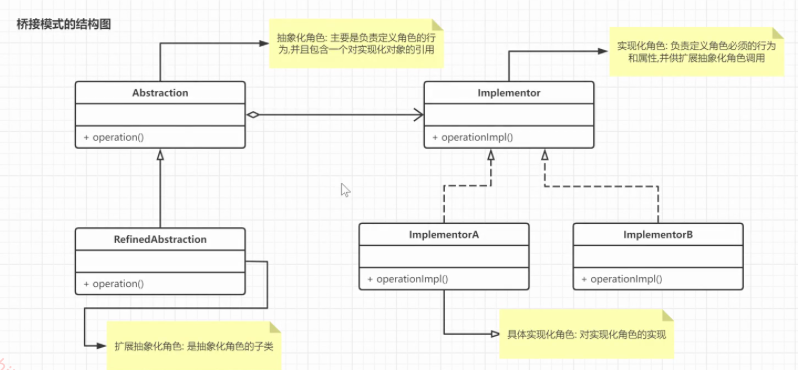 桥接模式的结构图
抽象化角色: 主要是负责定义角色的行
为,并且包含一个对实现化对象的引用
实现化角色: 负责定义角色必须的行为
和属性,并供扩展抽象化角色调用
Abstraction
+ operation()
Implementor
+ operationImpl()
RefinedAbstraction
+ operation()
ImplementorA
+ operationImpl()
ImplementorB
+ operationImpl()
扩展抽象化角色: 是抽象化角色的子类
具体实现化角色: 对实现化角色的实现